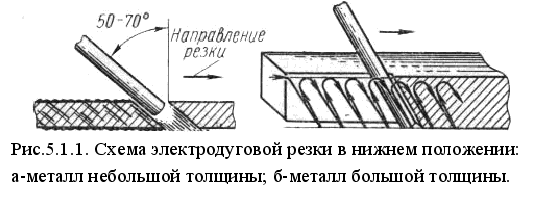 50-70°
Направление
резки
Рис.5.1.1. Схема электродуговой резки в нижнем положении:
а-металл небольшой толщины; б-металл большой толщины.